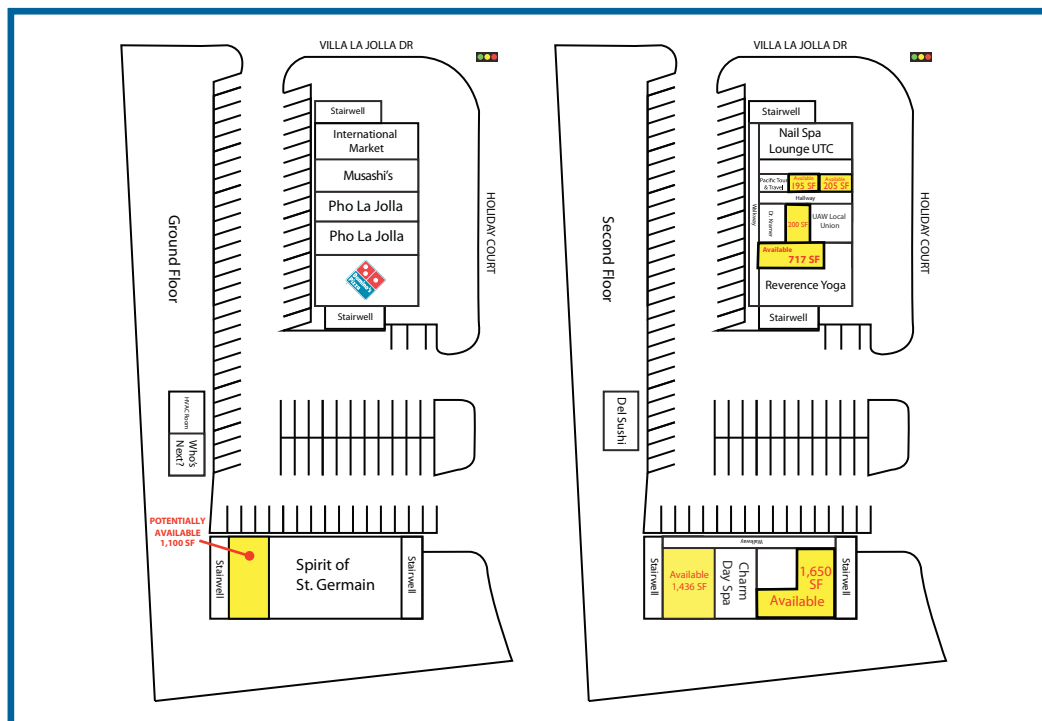 VILLA LA JOLLA DR
Stairwell
International
Market
Musashi's
Pho La Jolla
Pho La Jolla
Domino's
Pizza
Stairwell
HOLIDAY COURT
Ground Floor
HVAC Room
Who's
Next?
POTENTIALLY
AVAILABLE
1,100 SF
Stairwell
Spirit of
St. Germain
Stairwell
VILLA LA JOLLA DR
Stairwell
Nail Spa
Lounge UTC
Pacific Tour
& Travel
Available
195 SF
Available
205 SF
Hallway
Walkway
Dr. Kramer
200 SF
UAW Local
Union
Available
717 SF
Reverence Yoga
Stairwell
HOLIDAY COURT
Second Floor
Del Sushi
Walkway
Stairwell
Available
1,436 SF
Charm
Day Spa
1,650
SF
Available
Stairwell